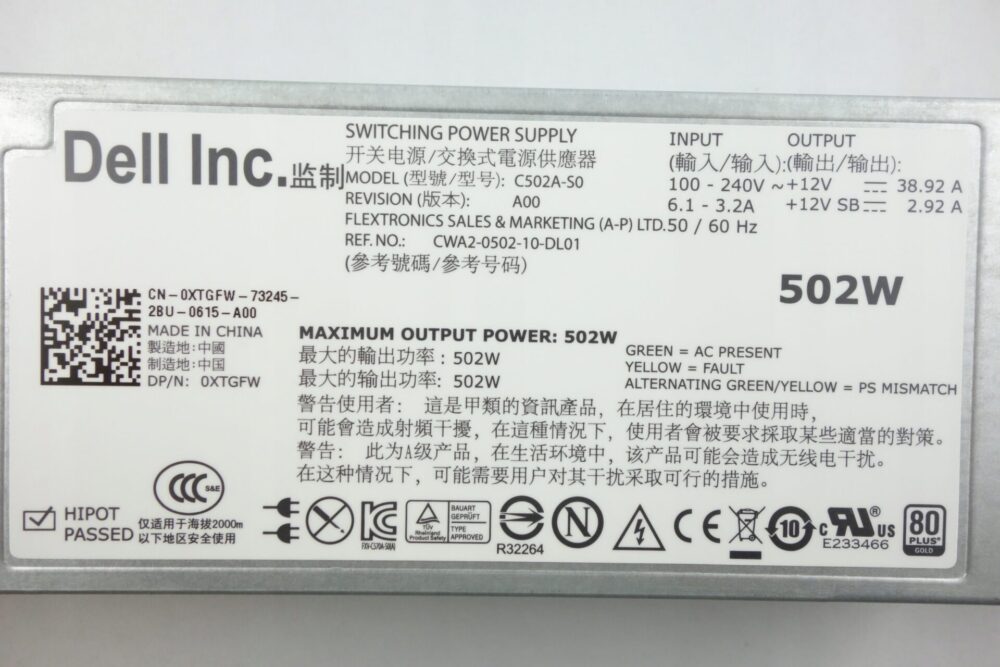 Dell Inc.监制
SWITCHING POWER SUPPLY
开关电源/交換式電源供應器
MODEL (型號/型号): C502A-S0
REVISION (版本): A00
FLEXTRONICS SALES & MARKETING (A-P) LTD.
REF. NO.: CWA2-0502-10-DL01
(參考號碼/参考号码)
INPUT
(輸入/输入):
100 - 240V ~
6.1 - 3.2A
50 / 60 Hz
OUTPUT
(輸出/输出):
+12V ⎓ 38.92 A
+12V SB ⎓ 2.92 A
502W
CN-0XTGFW-73245-
2BU-0615-A00
MADE IN CHINA
製造地:中國
制造地:中国
DP/N: 0XTGFW
MAXIMUM OUTPUT POWER: 502W
最大的輸出功率: 502W
最大的输出功率: 502W
GREEN = AC PRESENT
YELLOW = FAULT
ALTERNATING GREEN/YELLOW = PS MISMATCH
警告使用者: 這是甲類的資訊產品, 在居住的環境中使用時,
可能會造成射頻干擾, 在這種情況下, 使用者會被要求採取某些適當的對策。
警告: 此为A级产品, 在生活环境中, 该产品可能会造成无线电干扰。
在这种情况下, 可能需要用户对其干扰采取可行的措施。
HIPOT
PASSED
CCC S&E
仅适用于海拔2000m
以下地区安全使用
TÜV
Rheinland
Product Safety
BAUART
GEPRÜFT
TYPE
APPROVED
R32264
N
CE
10
c UR® US
E233466
80
PLUS®
GOLD